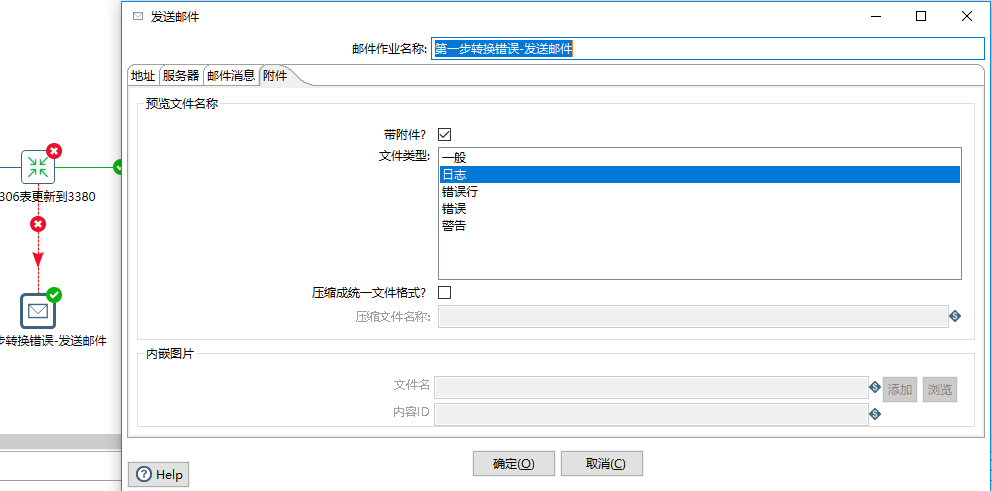 发送邮件
邮件作业名称: 第一步转换错误-发送邮件
地址 服务器 邮件消息 附件
预览文件名称
带附件?
文件类型: 一般
日志
错误行
错误
警告
压缩成统一文件格式?
压缩文件名称:
内嵌图片
文件名 添加 浏览
内容ID
确定(O) 取消(C)
Help
306表更新到3380
转换错误-发送邮件